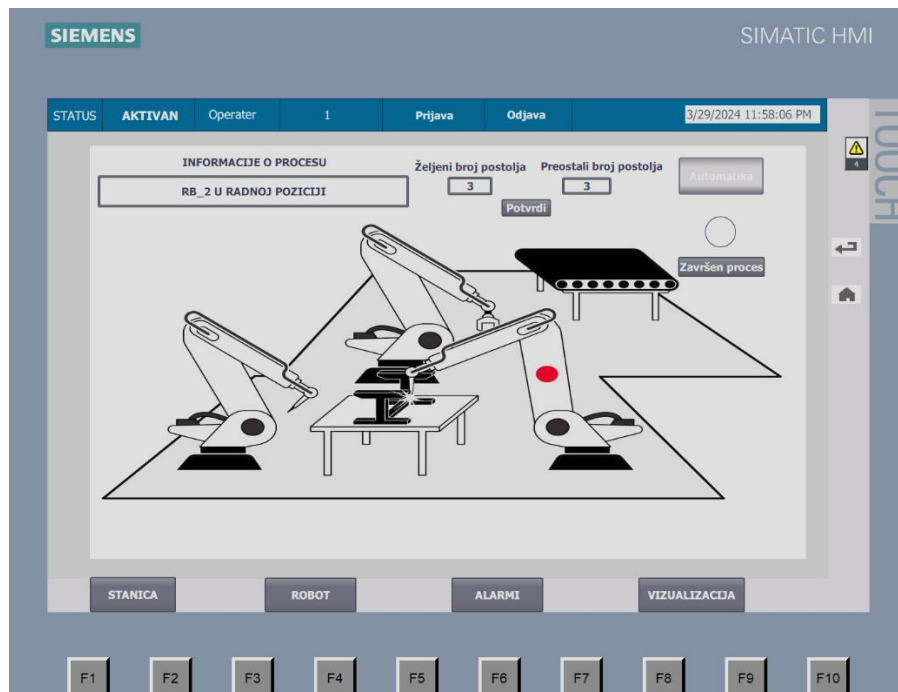 SIEMENS
SIMATIC HMI
TOUCH
STATUS AKTIVAN Operater 1 Prijava Odjava 3/29/2024 11:58:06 PM
INFORMACIJE O PROCESU
RB_2 U RADNOJ POZICIJI
Željeni broj postolja Preostali broj postolja
3 3
Potvrdi
Automatika
Završen proces
STANICA ROBOT ALARMI VIZUALIZACIJA
F1 F2 F3 F4 F5 F6 F7 F8 F9 F10